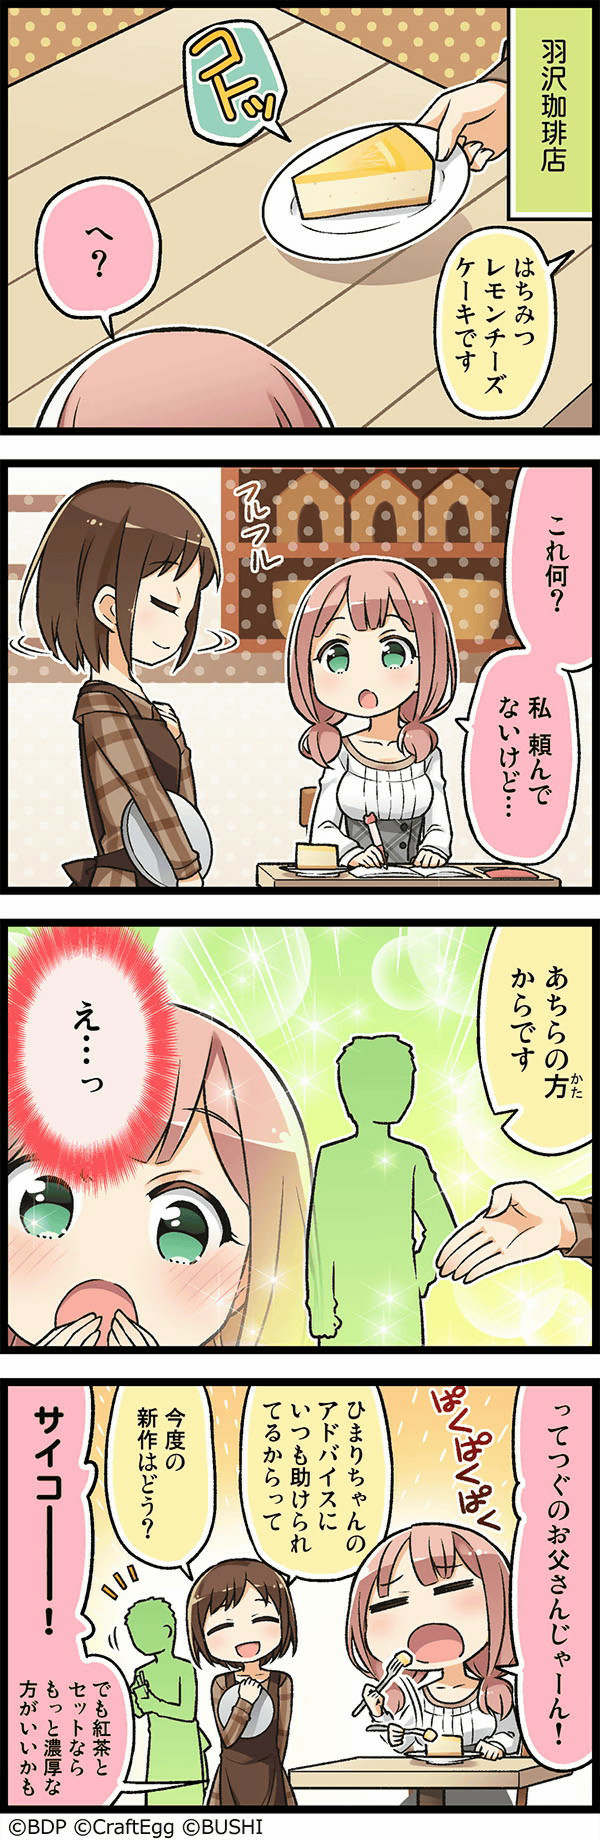 羽沢珈琲店
コトッ
はちみつ
レモンチーズ
ケーキです
へ?
これ何?
私 頼んで
ないけど…
フルフル
あちらの方
かた
からです
え…っ
ってつぐのお父さんじゃーん!
ぱくぱくぱく
ひまりちゃんの
アドバイスに
いつも助けられ
てるからって
今度の
新作はどう?
サイコーーー!
でも紅茶と
セットなら
もっと濃厚な
方がいいかも
©BDP ©CraftEgg ©BUSHI